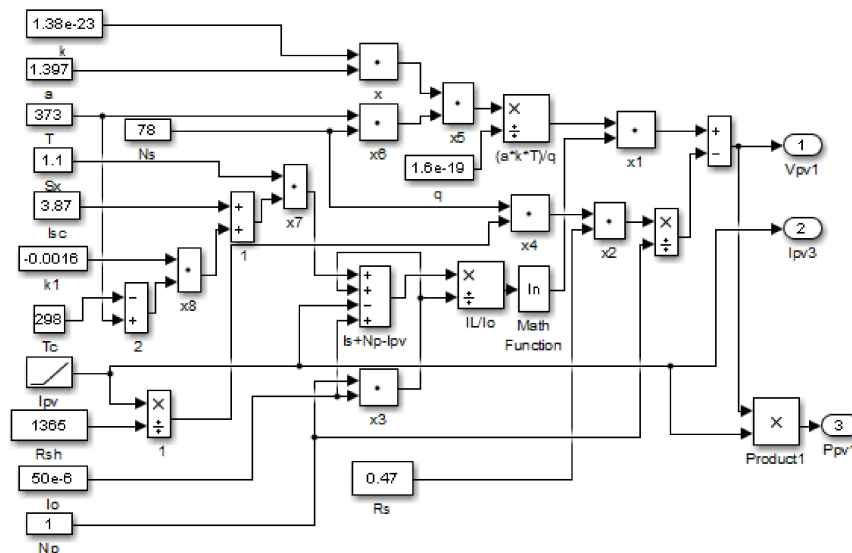 1.38e-23
k
1.397
a
x
373
T
78
Ns
x6
x5
×
÷
(a*k*T)/q
1.6e-19
q
x1
+
−
1
Vpv1
1.1
Sx
3.87
Isc
x7
+
+
1
x4
x2
×
÷
2
Ipv3
-0.0016
k1
x8
298
Tc
−
+
2
+
+
−
+
Is+Np-Ipv
×
÷
IL/Io
ln
Math
Function
Ipv
×
÷
1
x3
1365
Rsh
50e-6
Io
1
Np
0.47
Rs
×
Product1
3
Ppv1